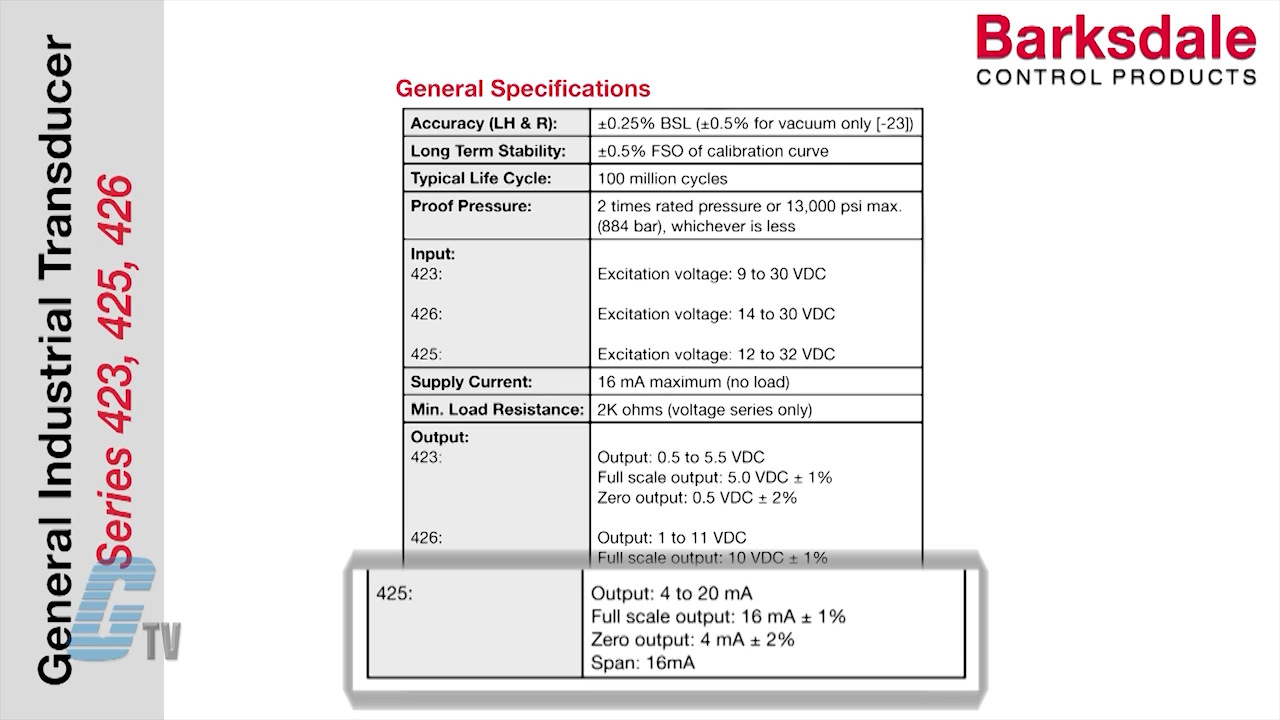 General Industrial Transducer
Series 423, 425, 426
Barksdale
CONTROL PRODUCTS
General Specifications
Accuracy (LH & R): ±0.25% BSL (±0.5% for vacuum only [-23])
Long Term Stability: ±0.5% FSO of calibration curve
Typical Life Cycle: 100 million cycles
Proof Pressure: 2 times rated pressure or 13,000 psi max.
(884 bar), whichever is less
Input:
423: Excitation voltage: 9 to 30 VDC
426: Excitation voltage: 14 to 30 VDC
425: Excitation voltage: 12 to 32 VDC
Supply Current: 16 mA maximum (no load)
Min. Load Resistance: 2K ohms (voltage series only)
Output:
423: Output: 0.5 to 5.5 VDC
Full scale output: 5.0 VDC ± 1%
Zero output: 0.5 VDC ± 2%
426: Output: 1 to 11 VDC
Full scale output: 10 VDC ± 1%
425: Output: 4 to 20 mA
Full scale output: 16 mA ± 1%
Zero output: 4 mA ± 2%
Span: 16mA
G TV